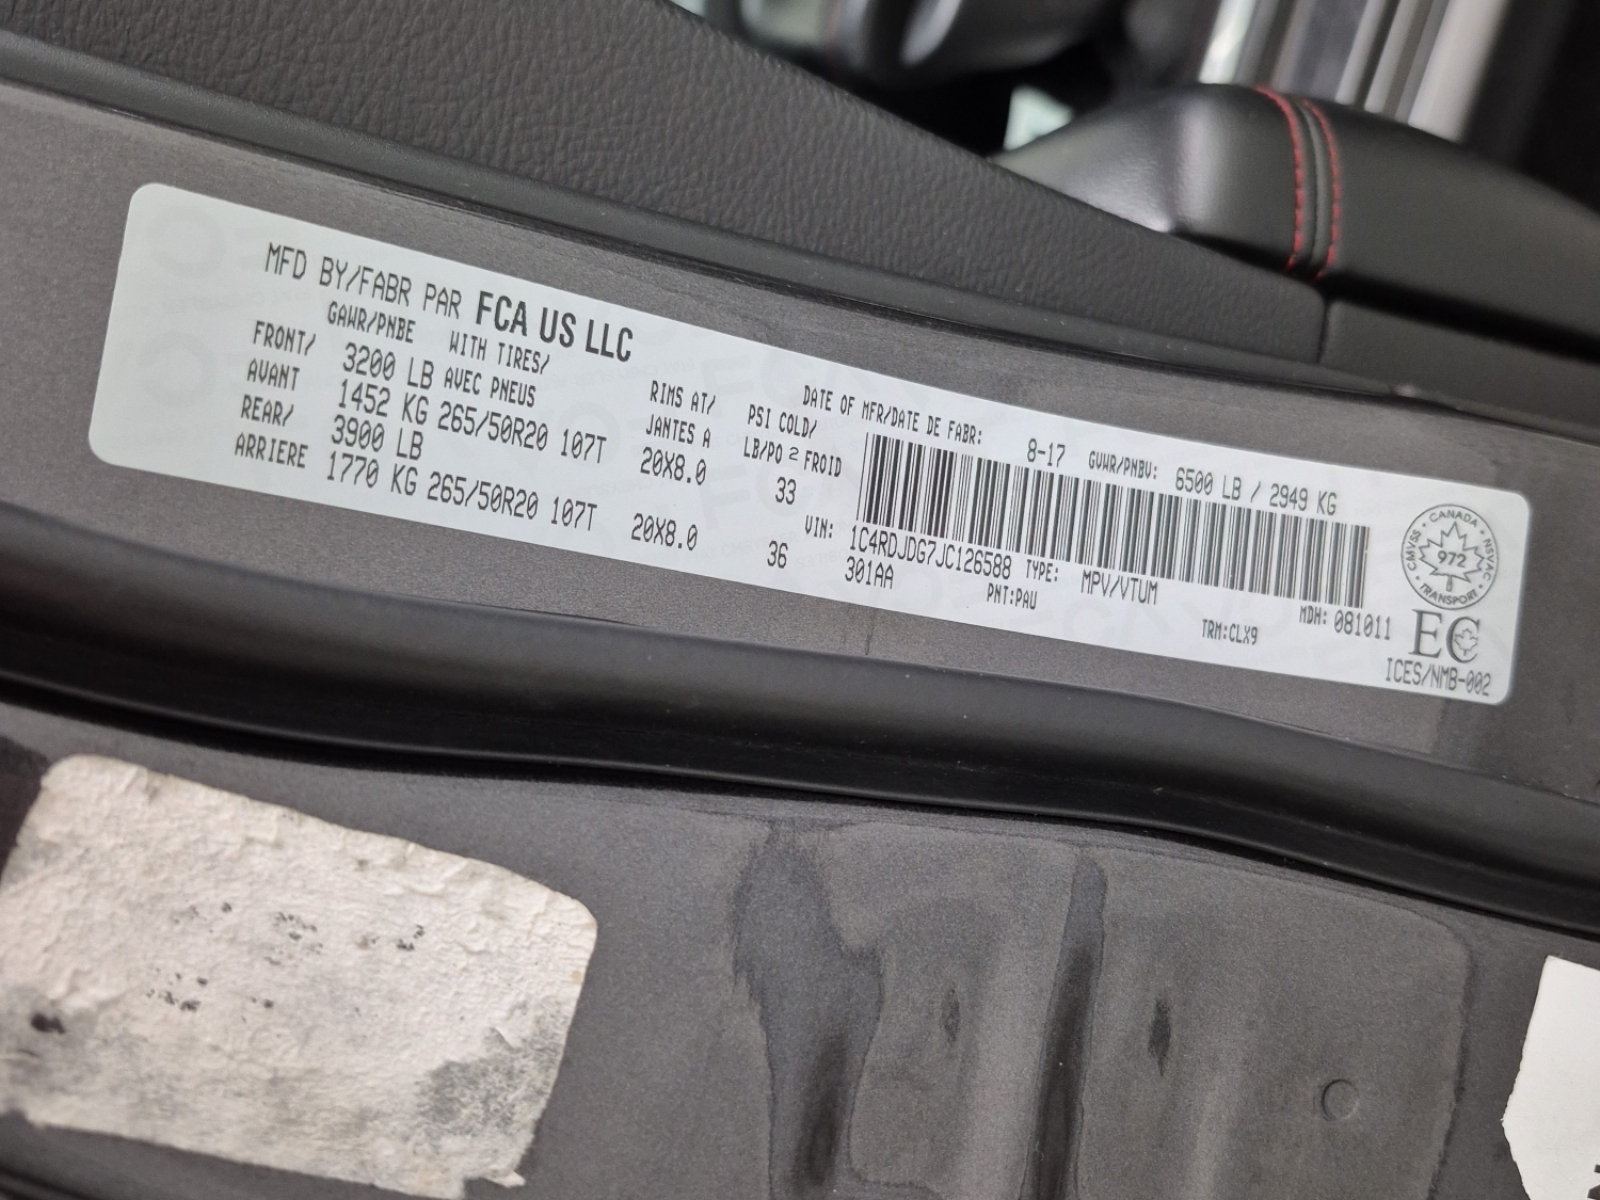 MFD BY/FABR PAR FCA US LLC
GAWR/PNBE WITH TIRES/ RIMS AT/ PSI COLD/
AVEC PNEUS JANTES A LB/PO 2 FROID
FRONT/ 3200 LB
AVANT 1452 KG 265/50R20 107T 20X8.0 33
REAR/ 3900 LB
ARRIERE 1770 KG 265/50R20 107T 20X8.0 36
DATE OF MFR/DATE DE FABR: 8-17 GVWR/PNBV: 6500 LB / 2949 KG
VIN: 1C4RDJDG7JC126588 TYPE: MPV/VTUM
301AA PNT:PAU TRM:CLX9 MDH: 081011
CANADA
CMVSS 972 NSVAC
TRANSPORT
EC
ICES/NMB-002